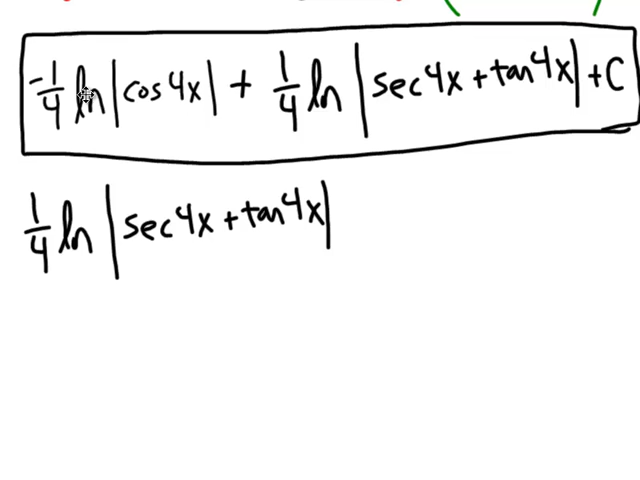 -1/4 ln |cos 4x| + 1/4 ln |sec 4x + tan 4x| + C
1/4 ln |sec 4x + tan 4x|